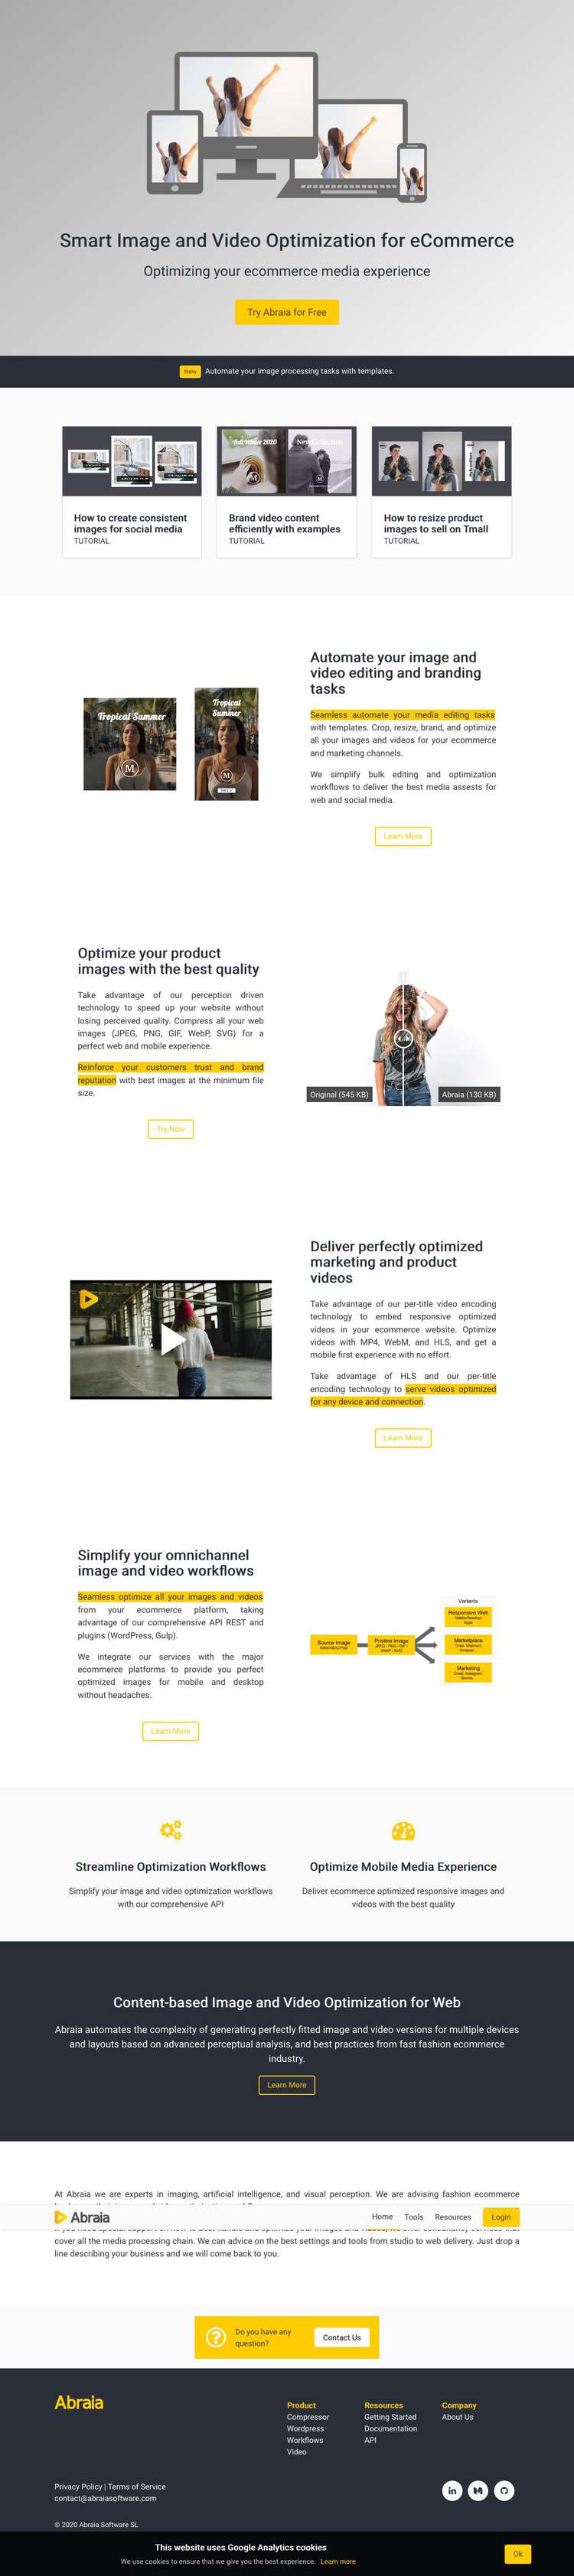 Smart Image and Video Optimization for eCommerce
Optimizing your ecommerce media experience
Try Abraia for Free
New Automate your image processing tasks with templates.
Fall Winter 2020
New Collection
How to create consistent
images for social media
TUTORIAL
Brand video content
efficiently with examples
TUTORIAL
How to resize product
images to sell on Tmall
TUTORIAL
Tropical Summer
M
Tropical
Summer
M
Automate your image and
video editing and branding
tasks
Seamless automate your media editing tasks
with templates. Crop, resize, brand, and optimize
all your images and videos for your ecommerce
and marketing channels.
We simplify bulk editing and optimization
workflows to deliver the best media assests for
web and social media.
Learn More
Optimize your product
images with the best quality
Take advantage of our perception driven
technology to speed up your website without
losing perceived quality. Compress all your web
images (JPEG, PNG, GIF, WebP, SVG) for a
perfect web and mobile experience.
Reinforce your customers trust and brand
reputation with best images at the minimum file
size.
Try Now
Original (545 KB)
Abraia (130 KB)
Deliver perfectly optimized
marketing and product
videos
Take advantage of our per-title video encoding
technology to embed responsive optimized
videos in your ecommerce website. Optimize
videos with MP4, WebM, and HLS, and get a
mobile first experience with no effort.
Take advantage of HLS and our per-title
encoding technology to serve videos optimized
for any device and connection.
Learn More
Simplify your omnichannel
image and video workflows
Seamless optimize all your images and videos
from your ecommerce platform, taking
advantage of our comprehensive API REST and
plugins (WordPress, Gulp).
We integrate our services with the major
ecommerce platforms to provide you perfect
optimized images for mobile and desktop
without headaches.
Learn More
Variants
Source Image
Pristine Image
Responsive Web
Marketplace
Marketing
Streamline Optimization Workflows
Simplify your image and video optimization workflows
with our comprehensive API
Optimize Mobile Media Experience
Deliver ecommerce optimized responsive images and
videos with the best quality
Content-based Image and Video Optimization for Web
Abraia automates the complexity of generating perfectly fitted image and video versions for multiple devices
and layouts based on advanced perceptual analysis, and best practices from fast fashion ecommerce
industry.
Learn More
At Abraia we are experts in imaging, artificial intelligence, and visual perception. We are advising fashion ecommerce
Abraia
Home Tools Resources Login
cover all the media processing chain. We can advice on the best settings and tools from studio to web delivery. Just drop a
line describing your business and we will come back to you.
Do you have any
question?
Contact Us
Abraia
Product
Compressor
Wordpress
Workflows
Video
Resources
Getting Started
Documentation
API
Company
About Us
Privacy Policy | Terms of Service
contact@abraiasoftware.com
© 2020 Abraia Software SL
This website uses Google Analytics cookies
We use cookies to ensure that we give you the best experience. Learn more
Ok